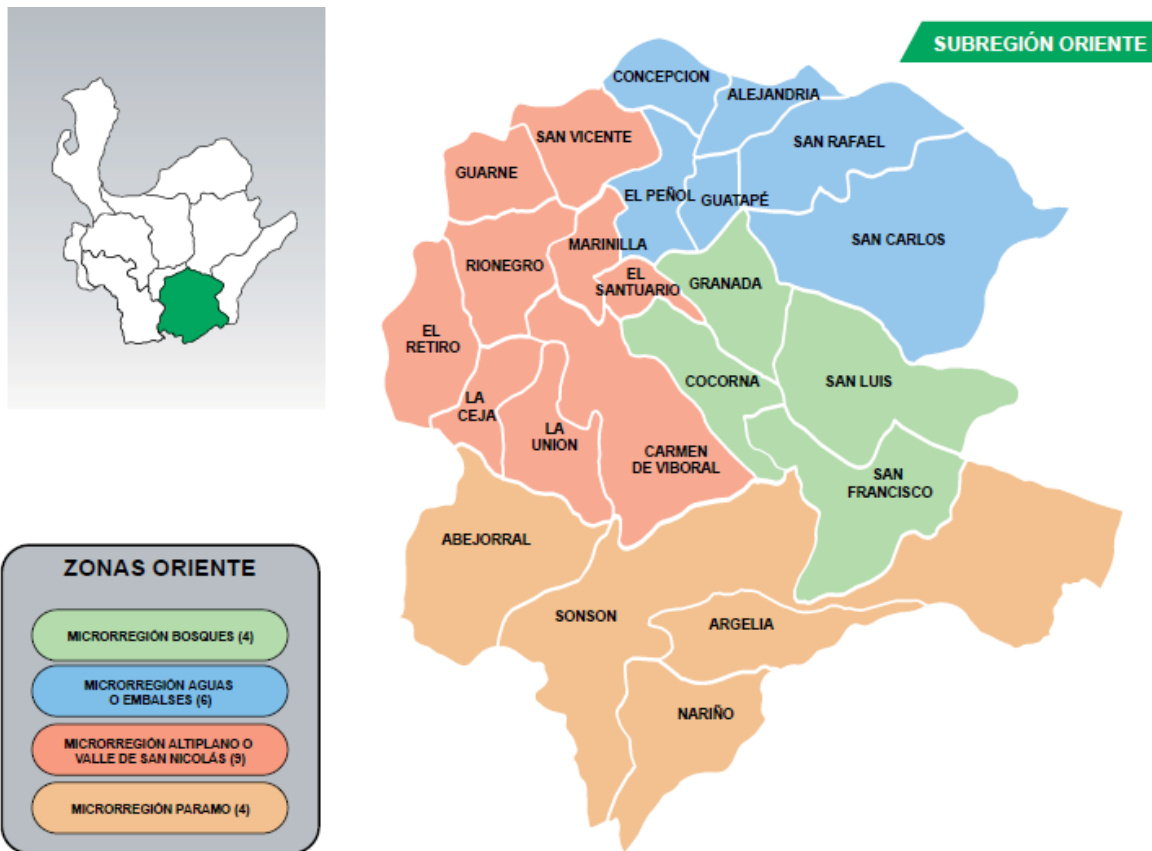 SUBREGIÓN ORIENTE
CONCEPCION
ALEJANDRIA
SAN VICENTE
SAN RAFAEL
GUARNE
EL PEÑOL
GUATAPÉ
SAN CARLOS
MARINILLA
RIONEGRO
EL
SANTUARIO
GRANADA
EL
RETIRO
COCORNA
SAN LUIS
LA
CEJA
LA
UNION
CARMEN
DE VIBORAL
SAN
FRANCISCO
ABEJORRAL
SONSON
ARGELIA
NARIÑO
ZONAS ORIENTE
MICRORREGIÓN BOSQUES (4)
MICRORREGIÓN AGUAS
O EMBALSES (6)
MICRORREGIÓN ALTIPLANO O
VALLE DE SAN NICOLÁS (9)
MICRORREGIÓN PARAMO (4)